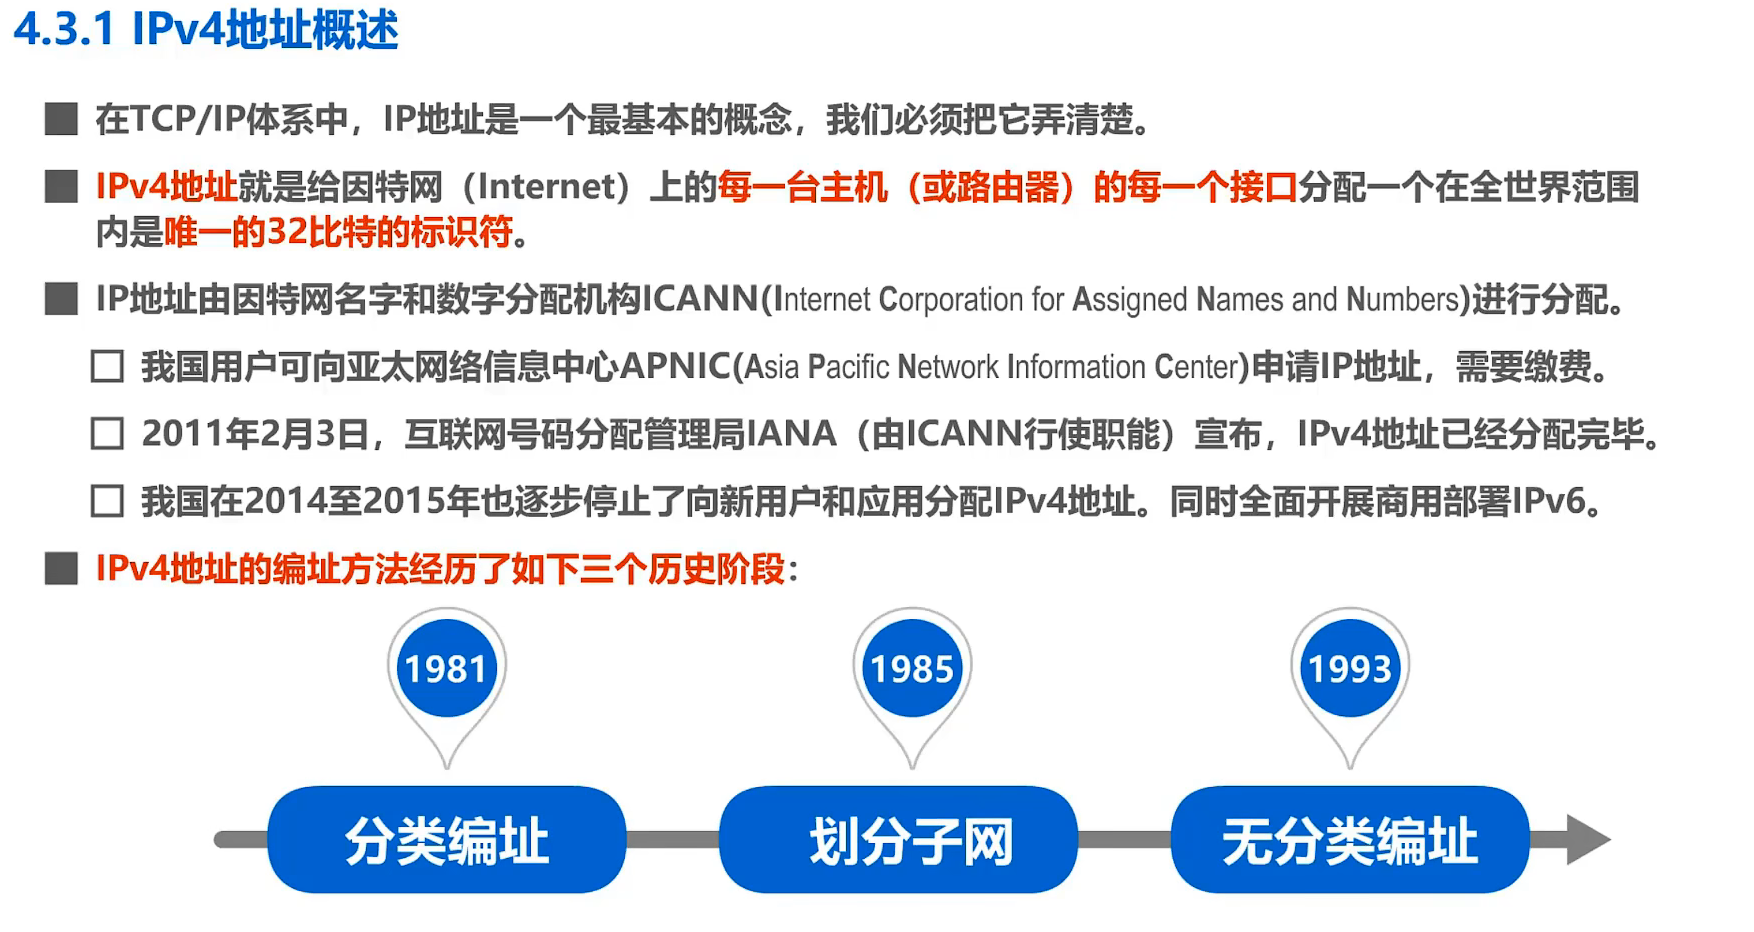 4.3.1 IPv4地址概述
在TCP/IP体系中，IP地址是一个最基本的概念，我们必须把它弄清楚。
IPv4地址就是给因特网（Internet）上的每一台主机（或路由器）的每一个接口分配一个在全世界范围
内是唯一的32比特的标识符。
IP地址由因特网名字和数字分配机构ICANN(Internet Corporation for Assigned Names and Numbers)进行分配。
我国用户可向亚太网络信息中心APNIC(Asia Pacific Network Information Center)申请IP地址，需要缴费。
2011年2月3日，互联网号码分配管理局IANA（由ICANN行使职能）宣布，IPv4地址已经分配完毕。
我国在2014至2015年也逐步停止了向新用户和应用分配IPv4地址。同时全面开展商用部署IPv6。
IPv4地址的编址方法经历了如下三个历史阶段：
1981
1985
1993
分类编址
划分子网
无分类编址